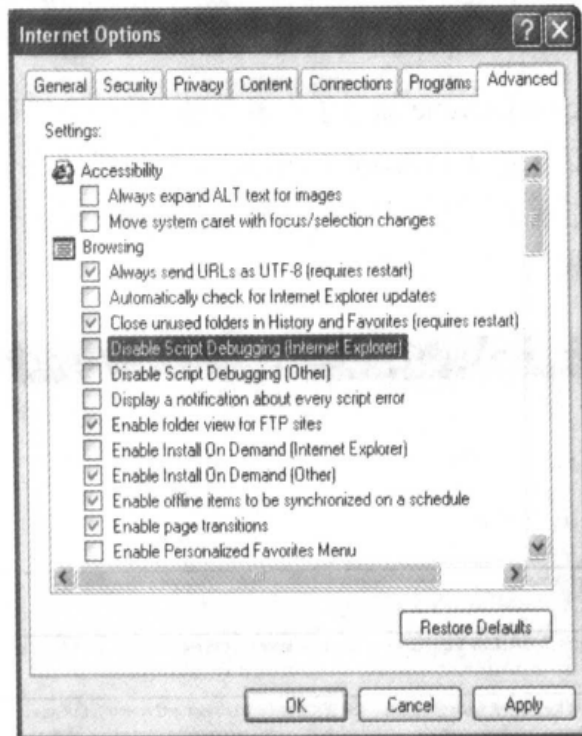 Internet Options
General Security Privacy Content Connections Programs Advanced
Settings:
Accessibility
Always expand ALT text for images
Move system caret with focus/selection changes
Browsing
Always send URLs as UTF-8 (requires restart)
Automatically check for Internet Explorer updates
Close unused folders in History and Favorites (requires restart)
Disable Script Debugging (Internet Explorer)
Disable Script Debugging (Other)
Display a notification about every script error
Enable folder view for FTP sites
Enable Install On Demand (Internet Explorer)
Enable Install On Demand (Other)
Enable offline items to be synchronized on a schedule
Enable page transitions
Enable Personalized Favorites Menu
Restore Defaults
OK Cancel Apply